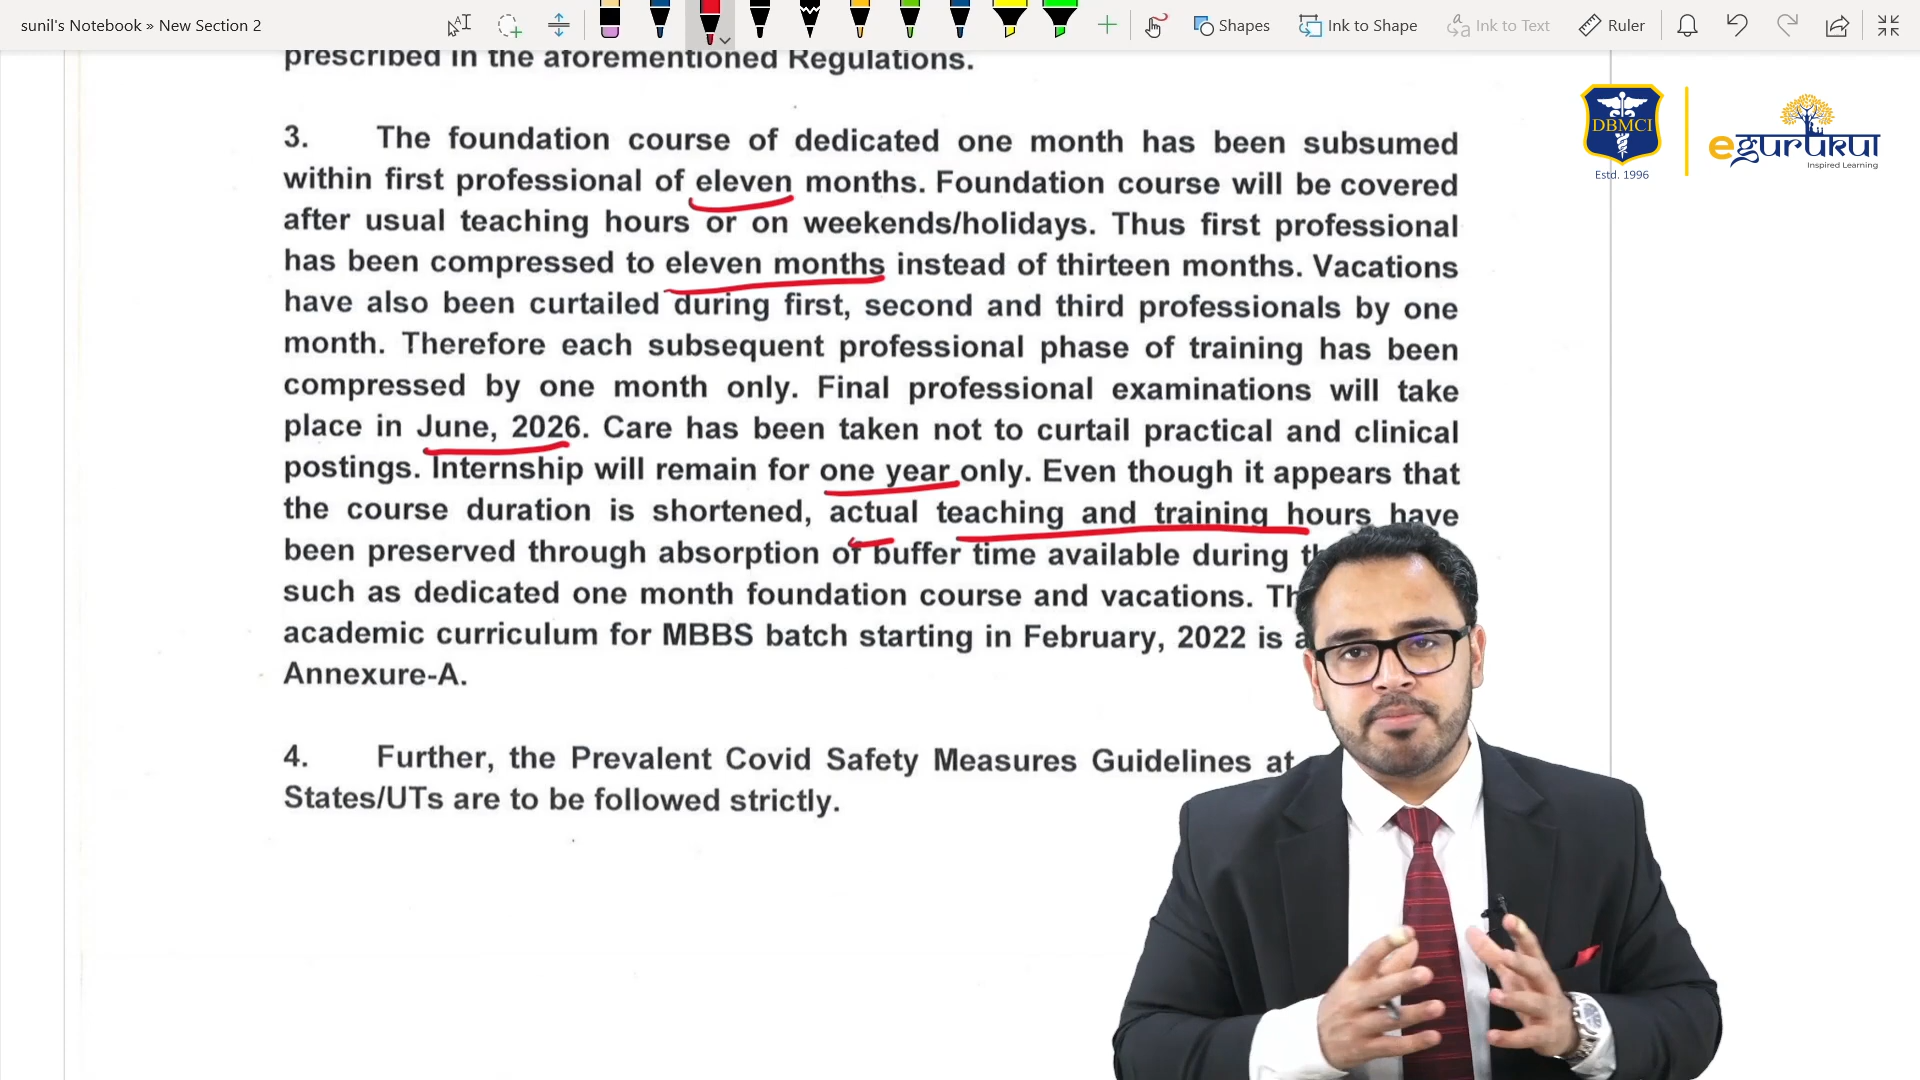 sunil's Notebook » New Section 2
Shapes
Ink to Shape
Ink to Text
Ruler
prescribed in the aforementioned Regulations.
DBMCI
Estd. 1996
egurukul
Inspired Learning
3. The foundation course of dedicated one month has been subsumed
within first professional of eleven months. Foundation course will be covered
after usual teaching hours or on weekends/holidays. Thus first professional
has been compressed to eleven months instead of thirteen months. Vacations
have also been curtailed during first, second and third professionals by one
month. Therefore each subsequent professional phase of training has been
compressed by one month only. Final professional examinations will take
place in June, 2026. Care has been taken not to curtail practical and clinical
postings. Internship will remain for one year only. Even though it appears that
the course duration is shortened, actual teaching and training hours have
been preserved through absorption of buffer time available during
such as dedicated one month foundation course and vacations.
academic curriculum for MBBS batch starting in February, 2022 is
Annexure-A.
4. Further, the Prevalent Covid Safety Measures Guidelines at
States/UTs are to be followed strictly.